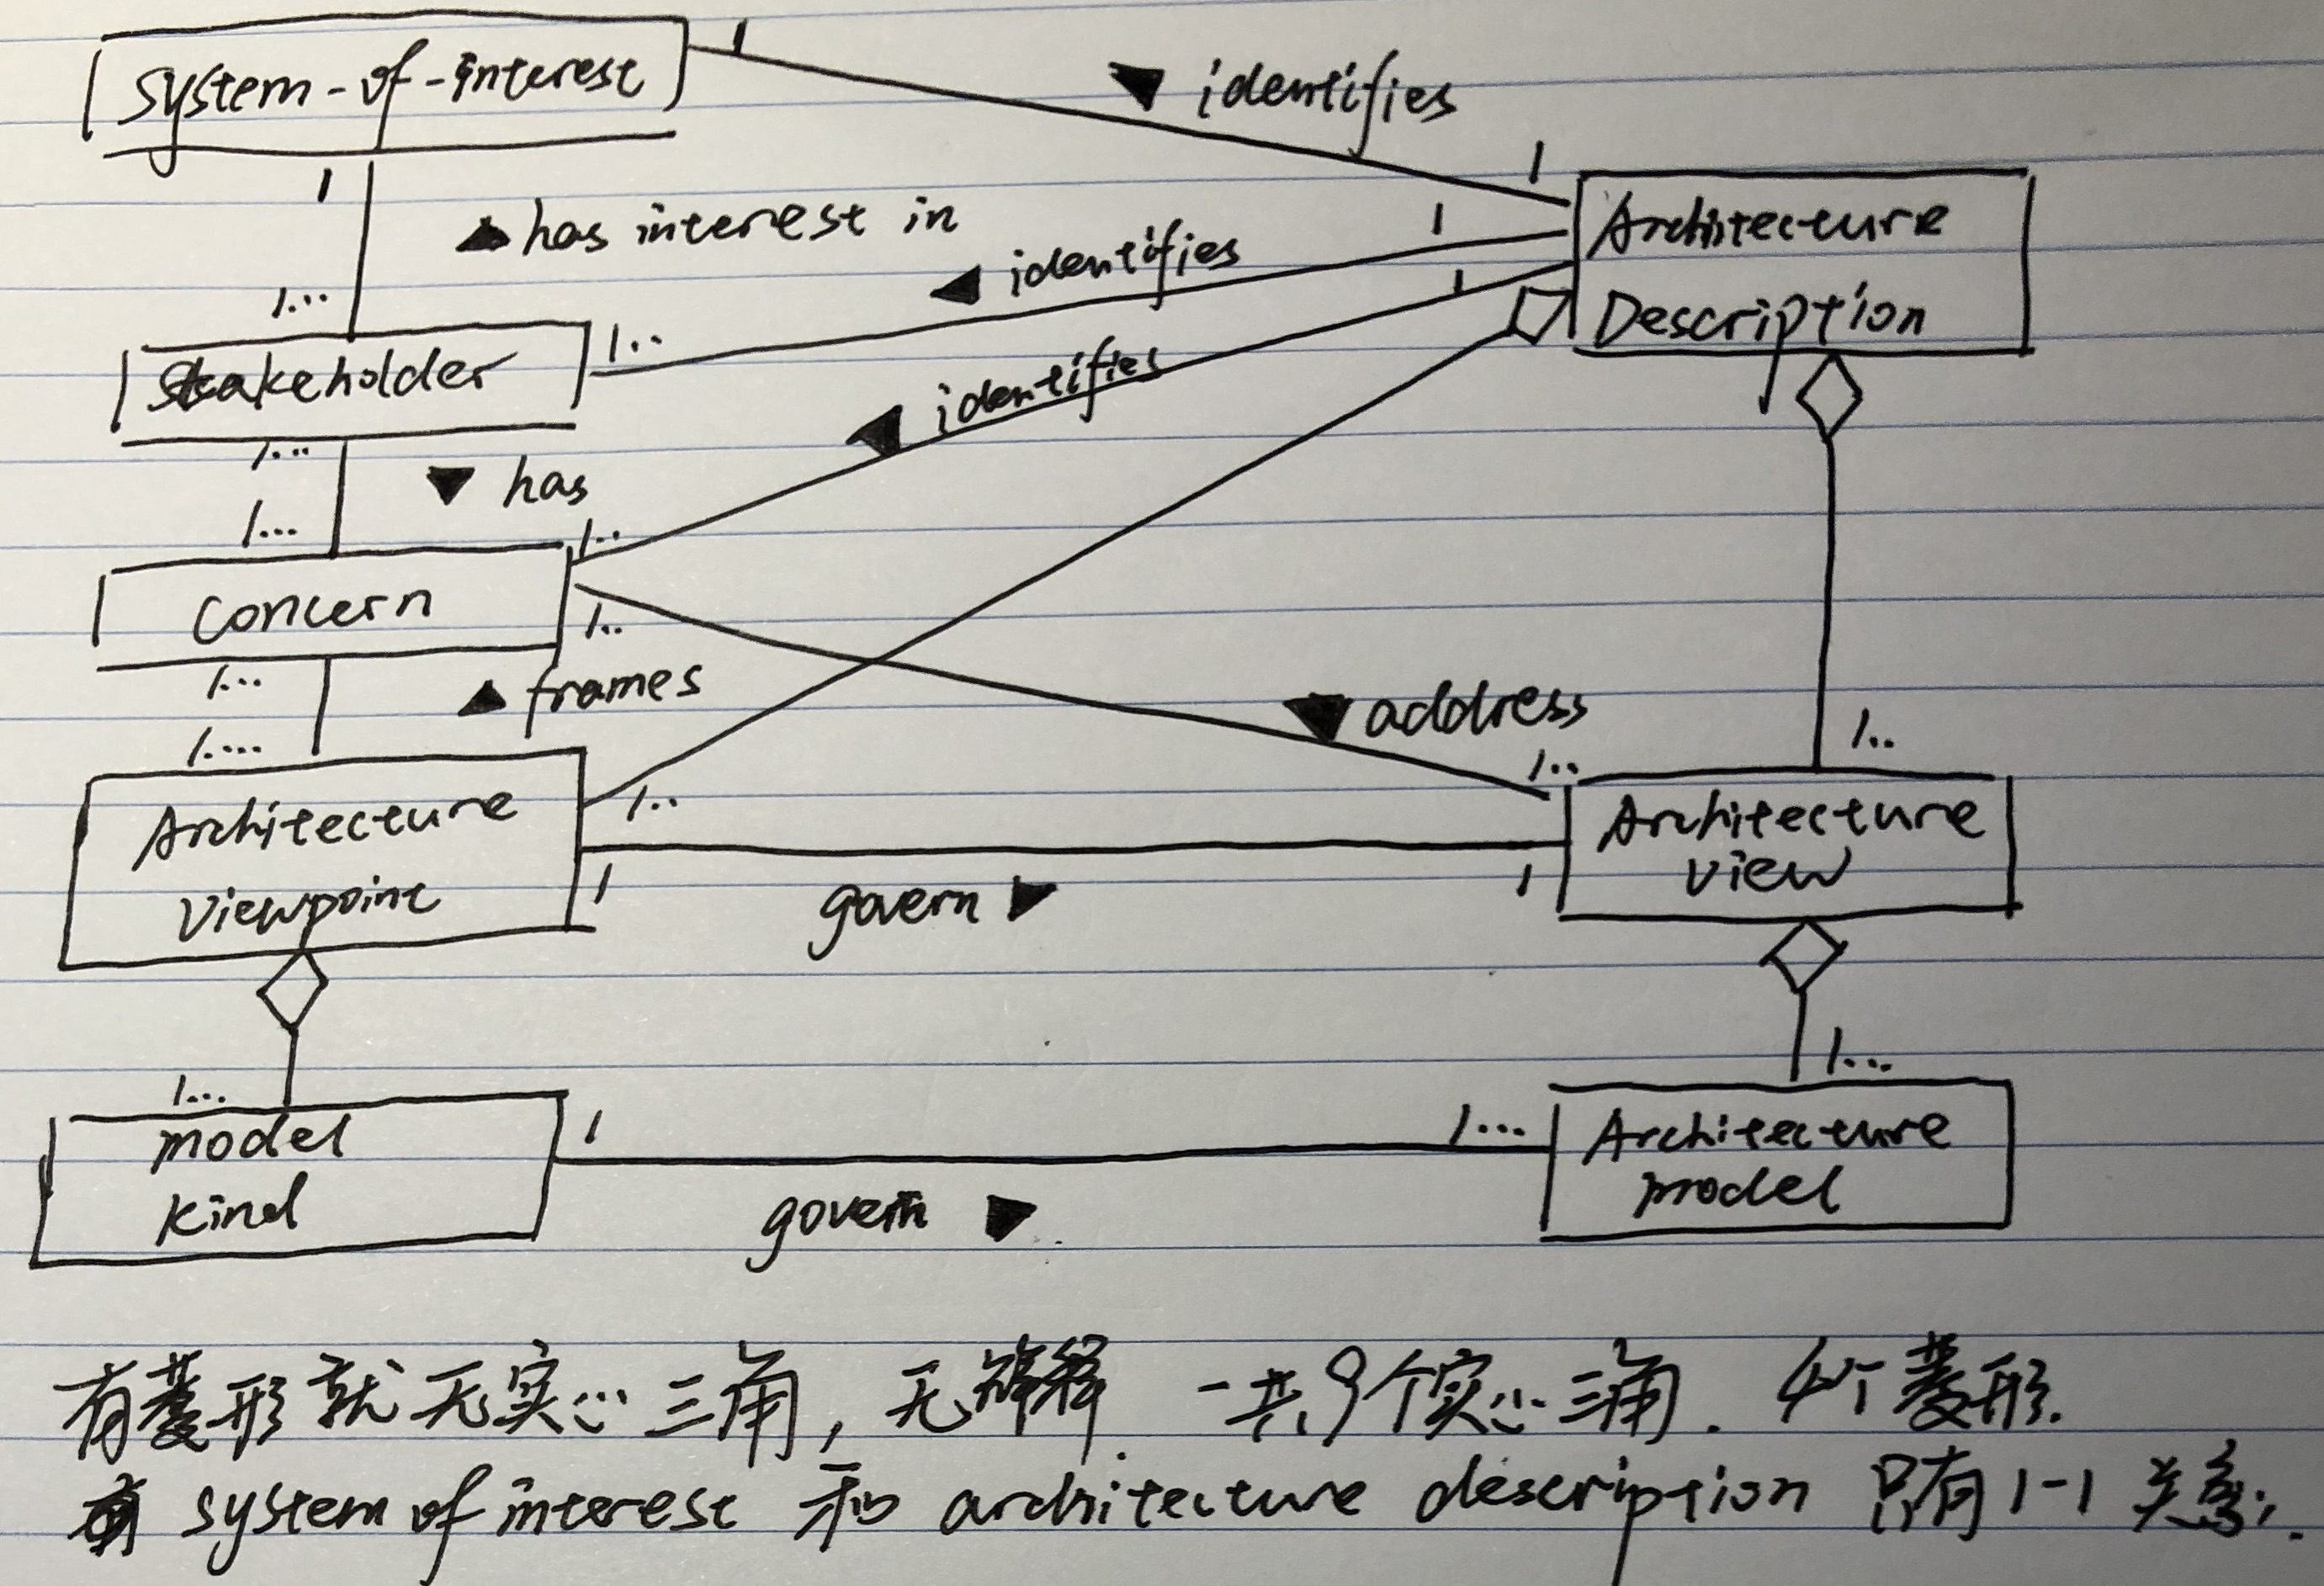 1
system-of-interest
◀ identifies
1
1
▲ has interest in
1
Architecture
Description
◀ identifies
1...
1
stakeholder
1..
◀ identifies
1...
▼ has
1...
1..
concern
1..
1...
▲ frames
◀ address
1..
1....
1..
1..
Architecture
viewpoint
Architecture
view
1
govern ▶
1
1...
1...
model
kind
1
1...
Architecture
model
govern ▶
有菱形就无实心三角,无解释. 一共9个实心三角. 4个菱形.
system of interest 和 architecture description 只有1-1关系.